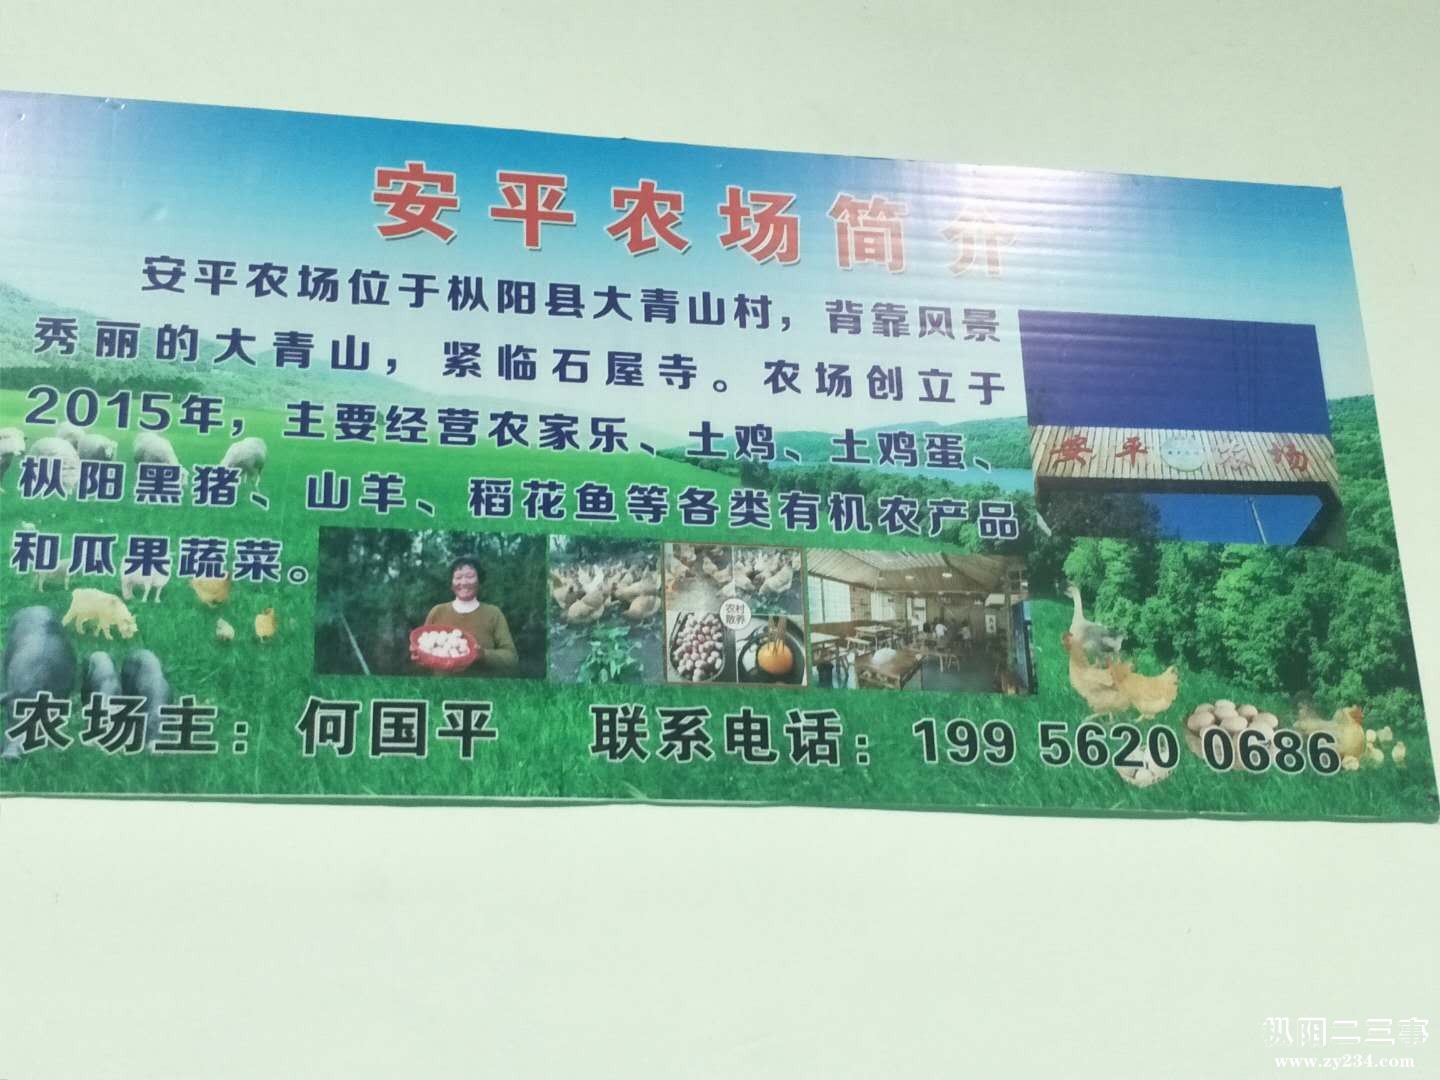 安平农场简介
安平农场位于枞阳县大青山村，背靠风景
秀丽的大青山，紧临石屋寺。农场创立于
2015年，主要经营农家乐、土鸡、土鸡蛋、
枞阳黑猪、山羊、稻花鱼等各类有机农产品
和瓜果蔬菜。
安平农场
农村
散养
农场主：何国平 联系电话：199 5620 0686
枞阳二三事
www.zy234.com